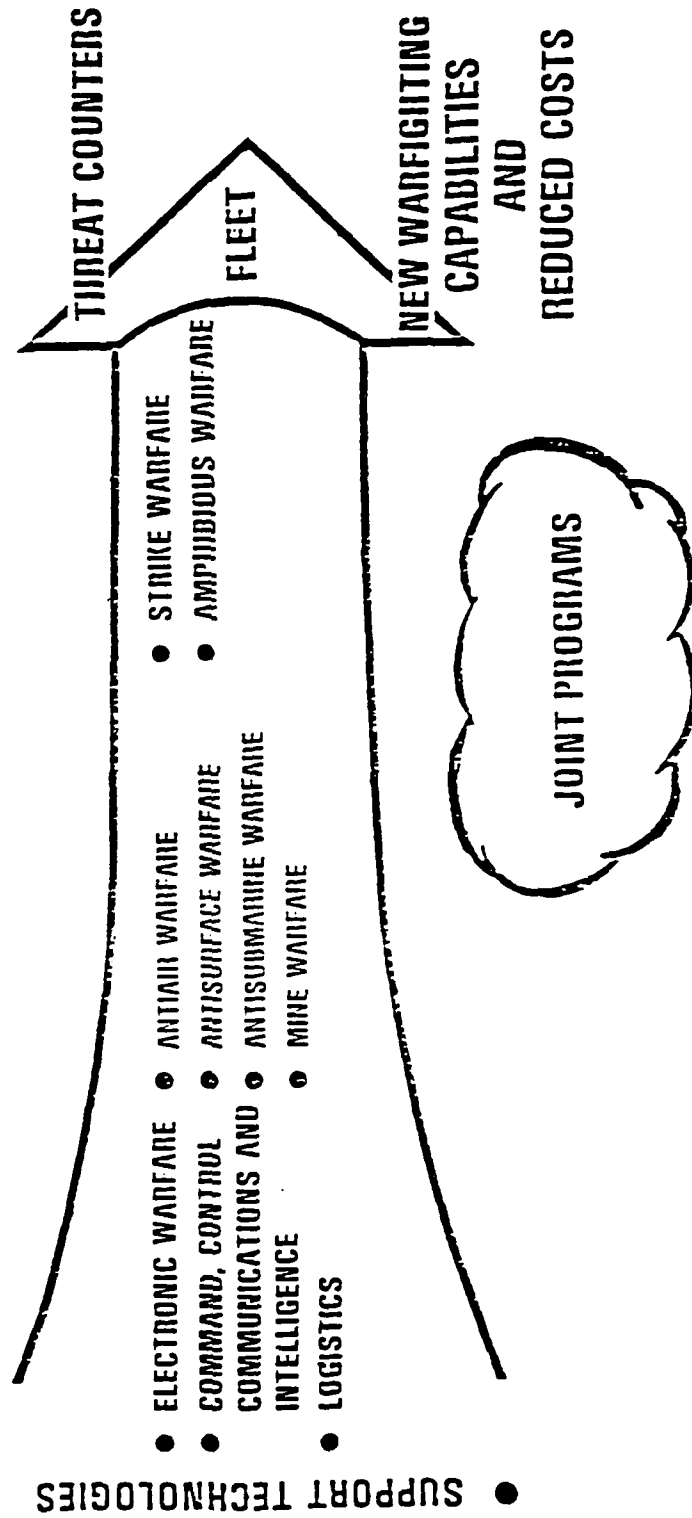 • SUPPORT TECHNOLOGIES
• ELECTRONIC WARFARE
• COMMAND, CONTROL
COMMUNICATIONS AND
INTELLIGENCE
• LOGISTICS
• ANTIAIR WARFARE
• ANTISURFACE WARFARE
• ANTISUBMARINE WARFARE
• MINE WARFARE
• STRIKE WARFARE
• AMPHIBIOUS WARFARE
THREAT COUNTERS
FLEET
NEW WARFIGHTING
CAPABILITIES
AND
REDUCED COSTS
JOINT PROGRAMS